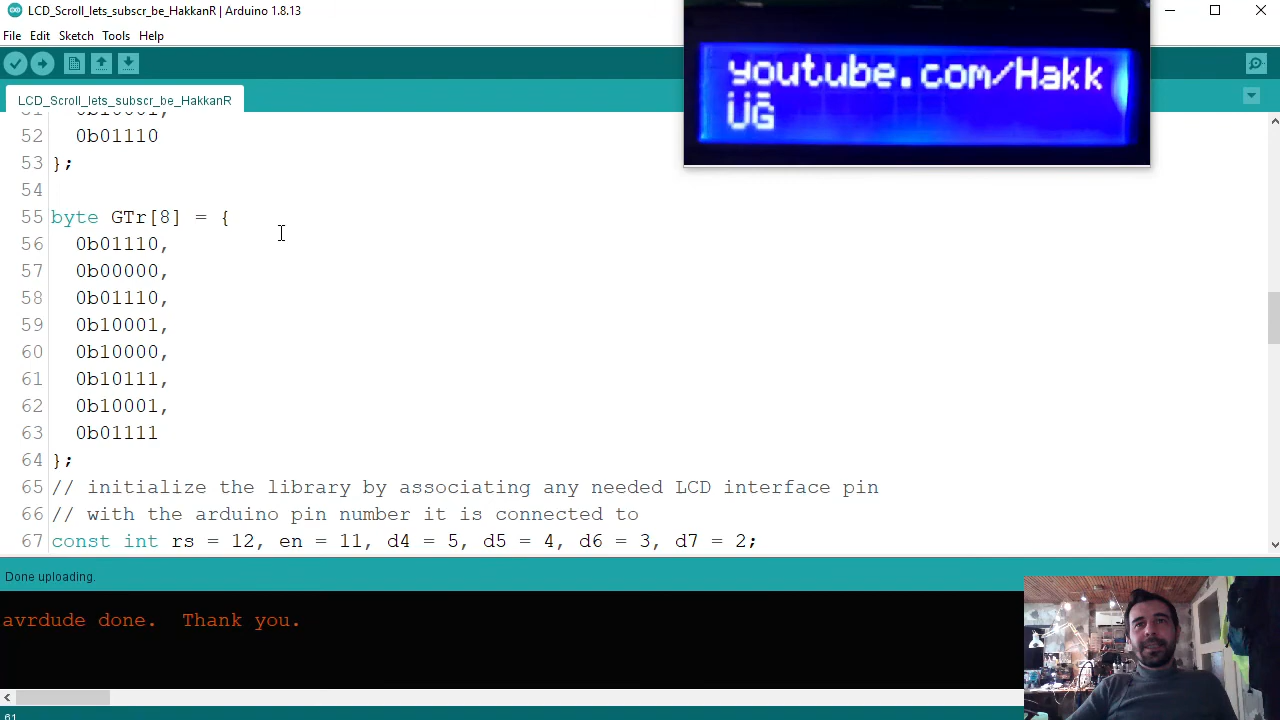 LCD_Scroll_lets_subscr_be_HakkanR | Arduino 1.8.13
File Edit Sketch Tools Help
youtube.com/Hakk
ÜĞ
LCD_Scroll_lets_subscr_be_HakkanR
51 0b10001,
52 0b01110
53 };
54
55 byte GTr[8] = {
56 0b01110,
57 0b00000,
58 0b01110,
59 0b10001,
60 0b10000,
61 0b10111,
62 0b10001,
63 0b01111
64 };
65 // initialize the library by associating any needed LCD interface pin
66 // with the arduino pin number it is connected to
67 const int rs = 12, en = 11, d4 = 5, d5 = 4, d6 = 3, d7 = 2;
Done uploading.
avrdude done. Thank you.
61